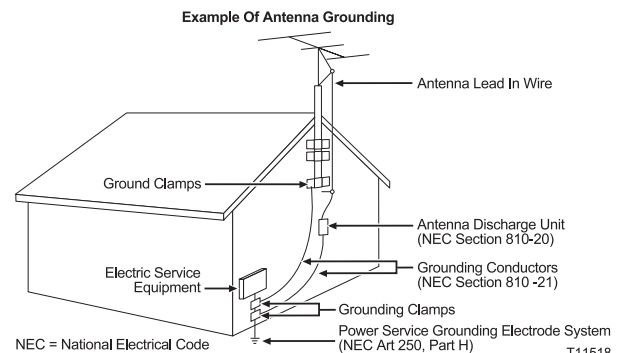 Example Of Antenna Grounding
Antenna Lead In Wire
Ground Clamps
Antenna Discharge Unit
(NEC Section 810-20)
Electric Service
Equipment
Grounding Conductors
(NEC Section 810 -21)
Grounding Clamps
Power Service Grounding Electrode System
(NEC Art 250, Part H)
NEC = National Electrical Code
T11518